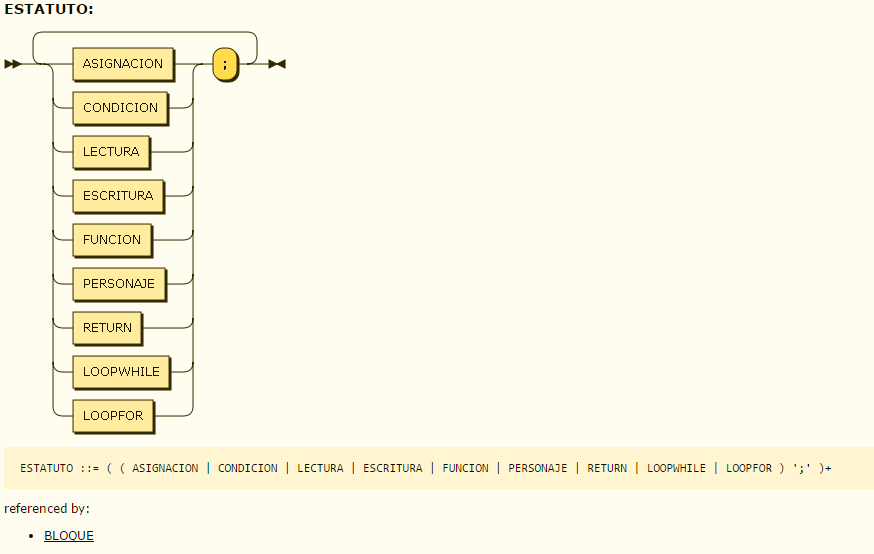 ESTATUTO:
ASIGNACION ;
CONDICION
LECTURA
ESCRITURA
FUNCION
PERSONAJE
RETURN
LOOPWHILE
LOOPFOR
ESTATUTO ::= ( ( ASIGNACION | CONDICION | LECTURA | ESCRITURA | FUNCION | PERSONAJE | RETURN | LOOPWHILE | LOOPFOR ) ';' )+
referenced by:
• BLOQUE